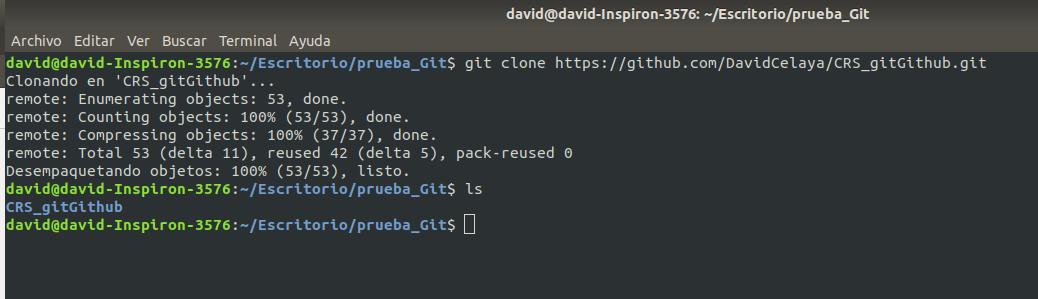 david@david-Inspiron-3576: ~/Escritorio/prueba_Git
Archivo Editar Ver Buscar Terminal Ayuda
david@david-Inspiron-3576:~/Escritorio/prueba_Git$ git clone https://github.com/DavidCelaya/CRS_gitGithub.git
Clonando en 'CRS_gitGithub'...
remote: Enumerating objects: 53, done.
remote: Counting objects: 100% (53/53), done.
remote: Compressing objects: 100% (37/37), done.
remote: Total 53 (delta 11), reused 42 (delta 5), pack-reused 0
Desempaquetando objetos: 100% (53/53), listo.
david@david-Inspiron-3576:~/Escritorio/prueba_Git$ ls
CRS_gitGithub
david@david-Inspiron-3576:~/Escritorio/prueba_Git$